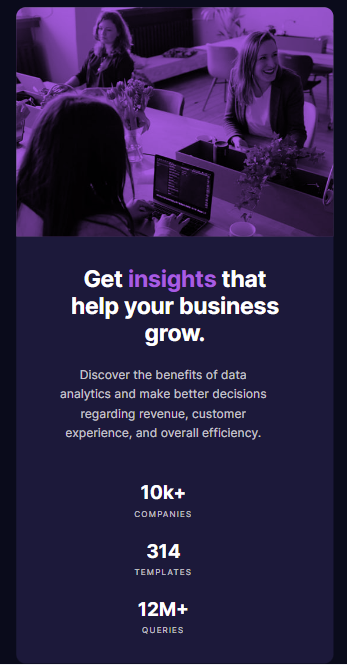 Get insights that
help your business
grow.
Discover the benefits of data
analytics and make better decisions
regarding revenue, customer
experience, and overall efficiency.
10k+
COMPANIES
314
TEMPLATES
12M+
QUERIES